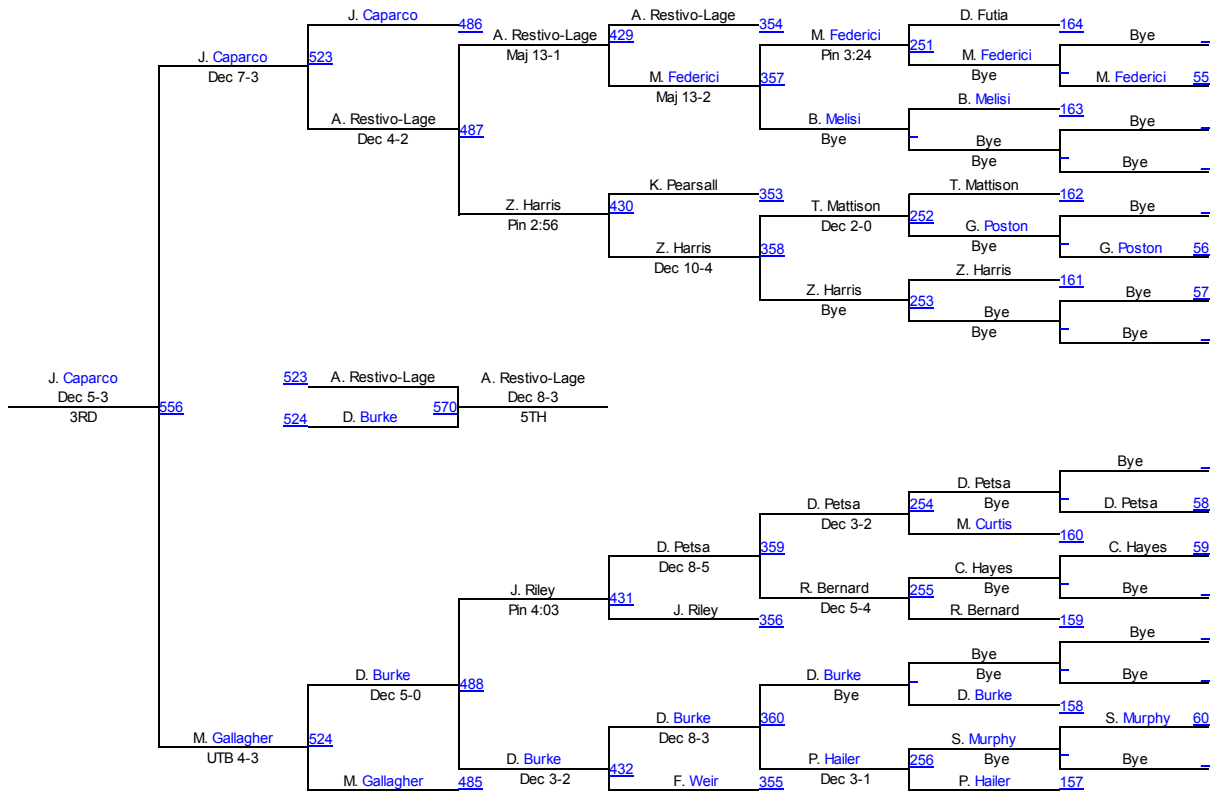 J. Caparco 486 A. Restivo-Lage 354 D. Futia 164
A. Restivo-Lage 429 M. Federici Bye
J. Caparco 523 Maj 13-1 Pin 3:24 251 M. Federici
Dec 7-3 M. Federici 357 Bye M. Federici 55
Maj 13-2 B. Melisi 163
A. Restivo-Lage 487 B. Melisi Bye
Dec 4-2 Bye Bye
Bye Bye
K. Pearsall 353 T. Mattison 162
Z. Harris 430 T. Mattison 252 Bye
Pin 2:56 Dec 2-0 G. Poston
Z. Harris 358 Bye G. Poston 56
Dec 10-4 Z. Harris 161
Z. Harris 253 Bye 57
Bye Bye
Bye Bye
J. Caparco 523 A. Restivo-Lage A. Restivo-Lage
Dec 5-3 Dec 8-3
556 570
3RD 524 D. Burke 5TH
Bye
D. Petsa
D. Petsa 254 Bye D. Petsa 58
Dec 3-2 M. Curtis 160
D. Petsa 359 C. Hayes 59
Dec 8-5 C. Hayes
J. Riley 431 R. Bernard 255 Bye Bye
Pin 4:03 J. Riley 356 Dec 5-4 R. Bernard 159
Bye
Bye
D. Burke 488 D. Burke Bye Bye
Dec 5-0 Bye D. Burke 158
D. Burke 360 S. Murphy 60
M. Gallagher 524 Dec 8-3 S. Murphy
UTB 4-3 D. Burke 432 P. Hailer 256 Bye Bye
M. Gallagher 485 Dec 3-2 F. Weir 355 Dec 3-1 P. Hailer 157